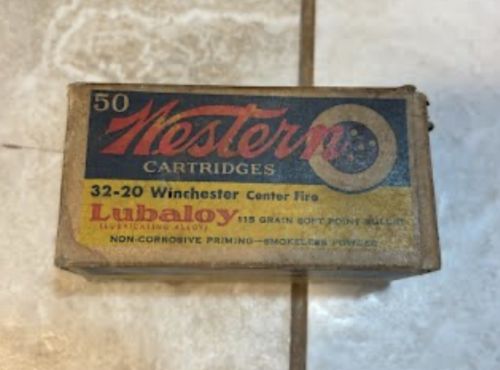 50
Western
CARTRIDGES
32-20 Winchester Center Fire
Lubaloy 115 GRAIN SOFT POINT BULLET
(LUBRICATING ALLOY)
NON-CORROSIVE PRIMING—SMOKELESS POWDER